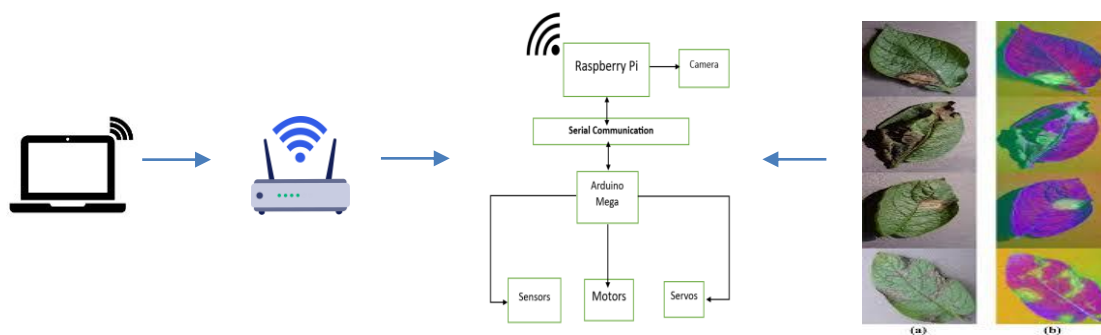 Raspberry Pi
Camera
Serial Communication
Arduino
Mega
Sensors
Motors
Servos
(a)
(b)